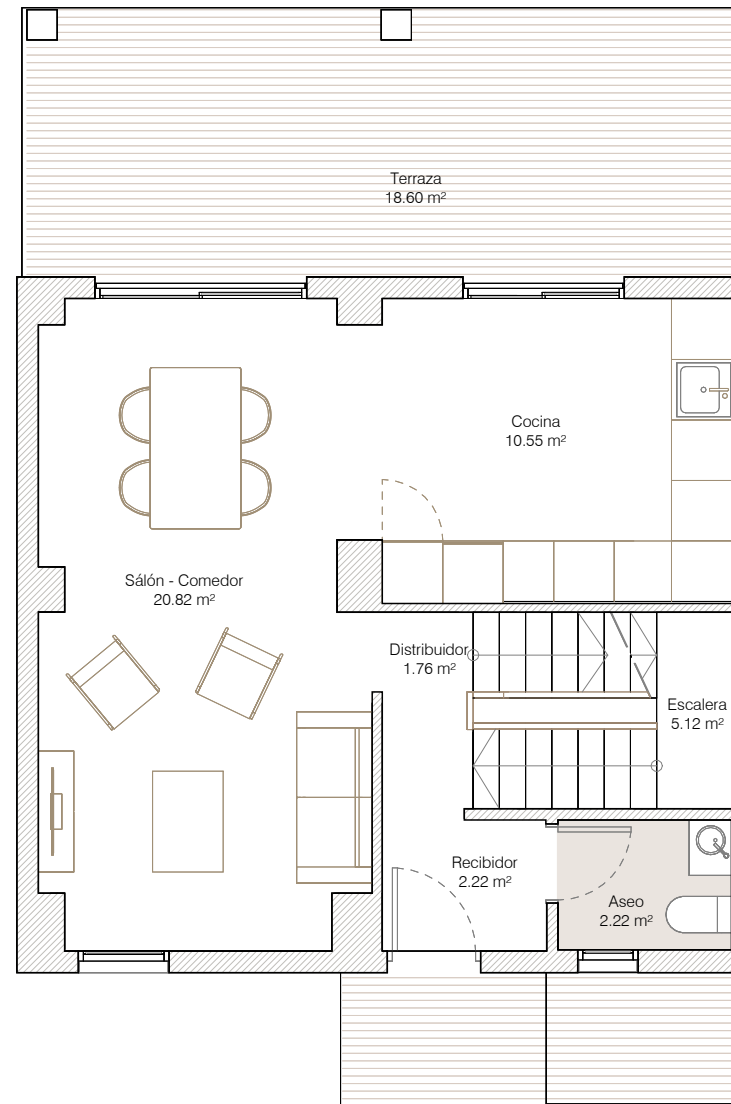 Terraza
18.60 m²
Cocina
10.55 m²
Sálón - Comedor
20.82 m²
Distribuidor
1.76 m²
Escalera
5.12 m²
Recibidor
2.22 m²
Aseo
2.22 m²